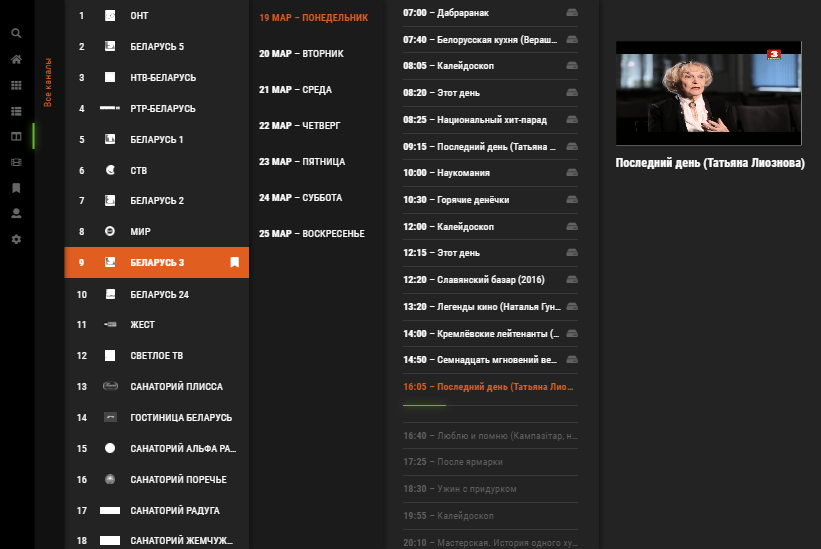 Все каналы
1 ОНТ
2 БЕЛАРУСЬ 5
3 НТВ-БЕЛАРУСЬ
4 РТР-БЕЛАРУСЬ
5 БЕЛАРУСЬ 1
6 СТВ
7 БЕЛАРУСЬ 2
8 МИР
9 БЕЛАРУСЬ 3
10 БЕЛАРУСЬ 24
11 ЖЕСТ
12 СВЕТЛОЕ ТВ
13 САНАТОРИЙ ПЛИССА
14 ГОСТИНИЦА БЕЛАРУСЬ
15 САНАТОРИЙ АЛЬФА РА...
16 САНАТОРИЙ ПОРЕЧЬЕ
17 САНАТОРИЙ РАДУГА
18 САНАТОРИЙ ЖЕМЧУЖ...
19 МАР – ПОНЕДЕЛЬНИК
20 МАР – ВТОРНИК
21 МАР – СРЕДА
22 МАР – ЧЕТВЕРГ
23 МАР – ПЯТНИЦА
24 МАР – СУББОТА
25 МАР – ВОСКРЕСЕНЬЕ
07:00 – Дабраранак
07:40 – Белорусская кухня (Вераш...
08:05 – Калейдоскоп
08:20 – Этот день
08:25 – Национальный хит-парад
09:15 – Последний день (Татьяна ...
10:00 – Наукомания
10:30 – Горячие денёчки
12:00 – Калейдоскоп
12:15 – Этот день
12:20 – Славянский базар (2016)
13:20 – Легенды кино (Наталья Гун...
14:00 – Кремлёвские лейтенанты (...
14:50 – Семнадцать мгновений ве...
16:05 – Последний день (Татьяна Лио...
16:40 – Люблю и помню (Кампазітар, н...
17:25 – После ярмарки
18:30 – Ужин с придурком
19:55 – Калейдоскоп
20:10 – Мастерская. История одного ху...
3
Последний день (Татьяна Лиознова)